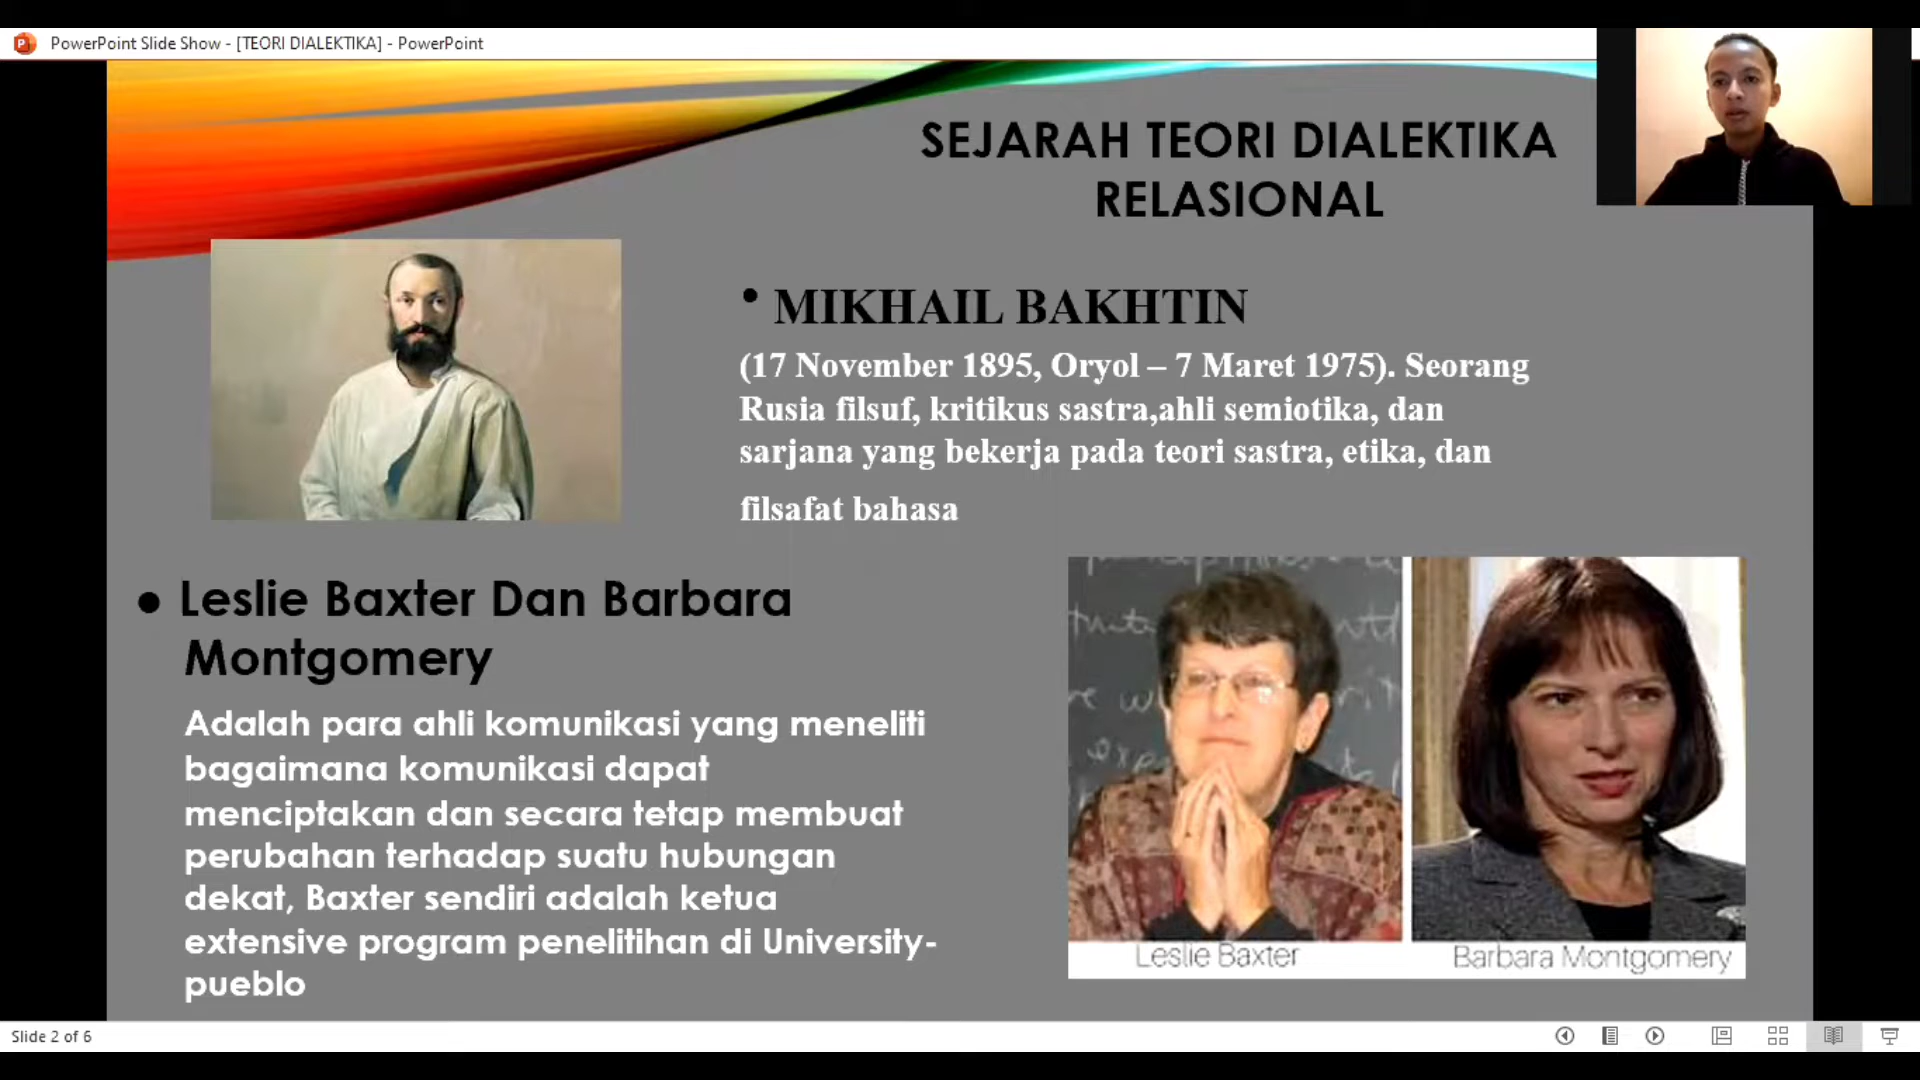 PowerPoint Slide Show - [TEORI DIALEKTIKA] - PowerPoint
SEJARAH TEORI DIALEKTIKA
RELASIONAL
• MIKHAIL BAKHTIN
(17 November 1895, Oryol – 7 Maret 1975). Seorang
Rusia filsuf, kritikus sastra,ahli semiotika, dan
sarjana yang bekerja pada teori sastra, etika, dan
filsafat bahasa
• Leslie Baxter Dan Barbara
Montgomery
Adalah para ahli komunikasi yang meneliti
bagaimana komunikasi dapat
menciptakan dan secara tetap membuat
perubahan terhadap suatu hubungan
dekat, Baxter sendiri adalah ketua
extensive program penelitihan di University-
pueblo
Leslie Baxter
Barbara Montgomery
Slide 2 of 6